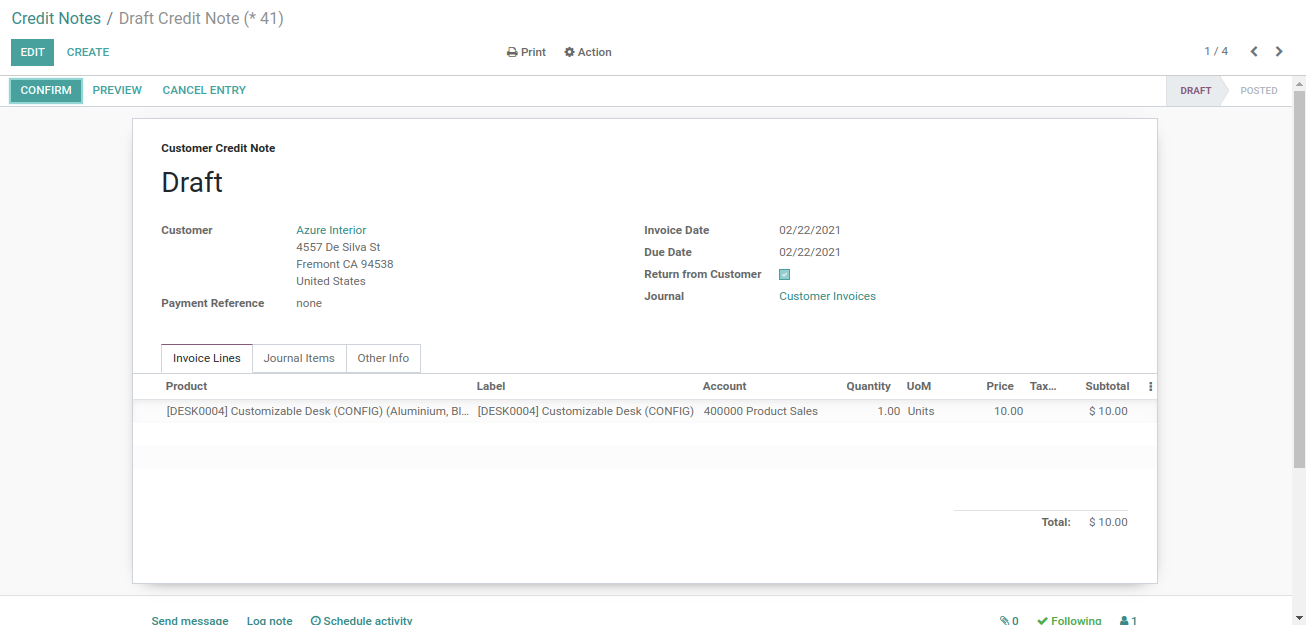 Credit Notes / Draft Credit Note (* 41)
EDIT CREATE Print Action 1 / 4
CONFIRM PREVIEW CANCEL ENTRY DRAFT POSTED
Customer Credit Note
Draft
Customer Azure Interior Invoice Date 02/22/2021
4557 De Silva St Due Date 02/22/2021
Fremont CA 94538 Return from Customer
United States Journal Customer Invoices
Payment Reference none
Invoice Lines Journal Items Other Info
Product Label Account Quantity UoM Price Tax... Subtotal
[DESK0004] Customizable Desk (CONFIG) (Aluminium, Bl... [DESK0004] Customizable Desk (CONFIG) 400000 Product Sales 1.00 Units 10.00 $ 10.00
Total: $ 10.00
Send message Log note Schedule activity 0 Following 1